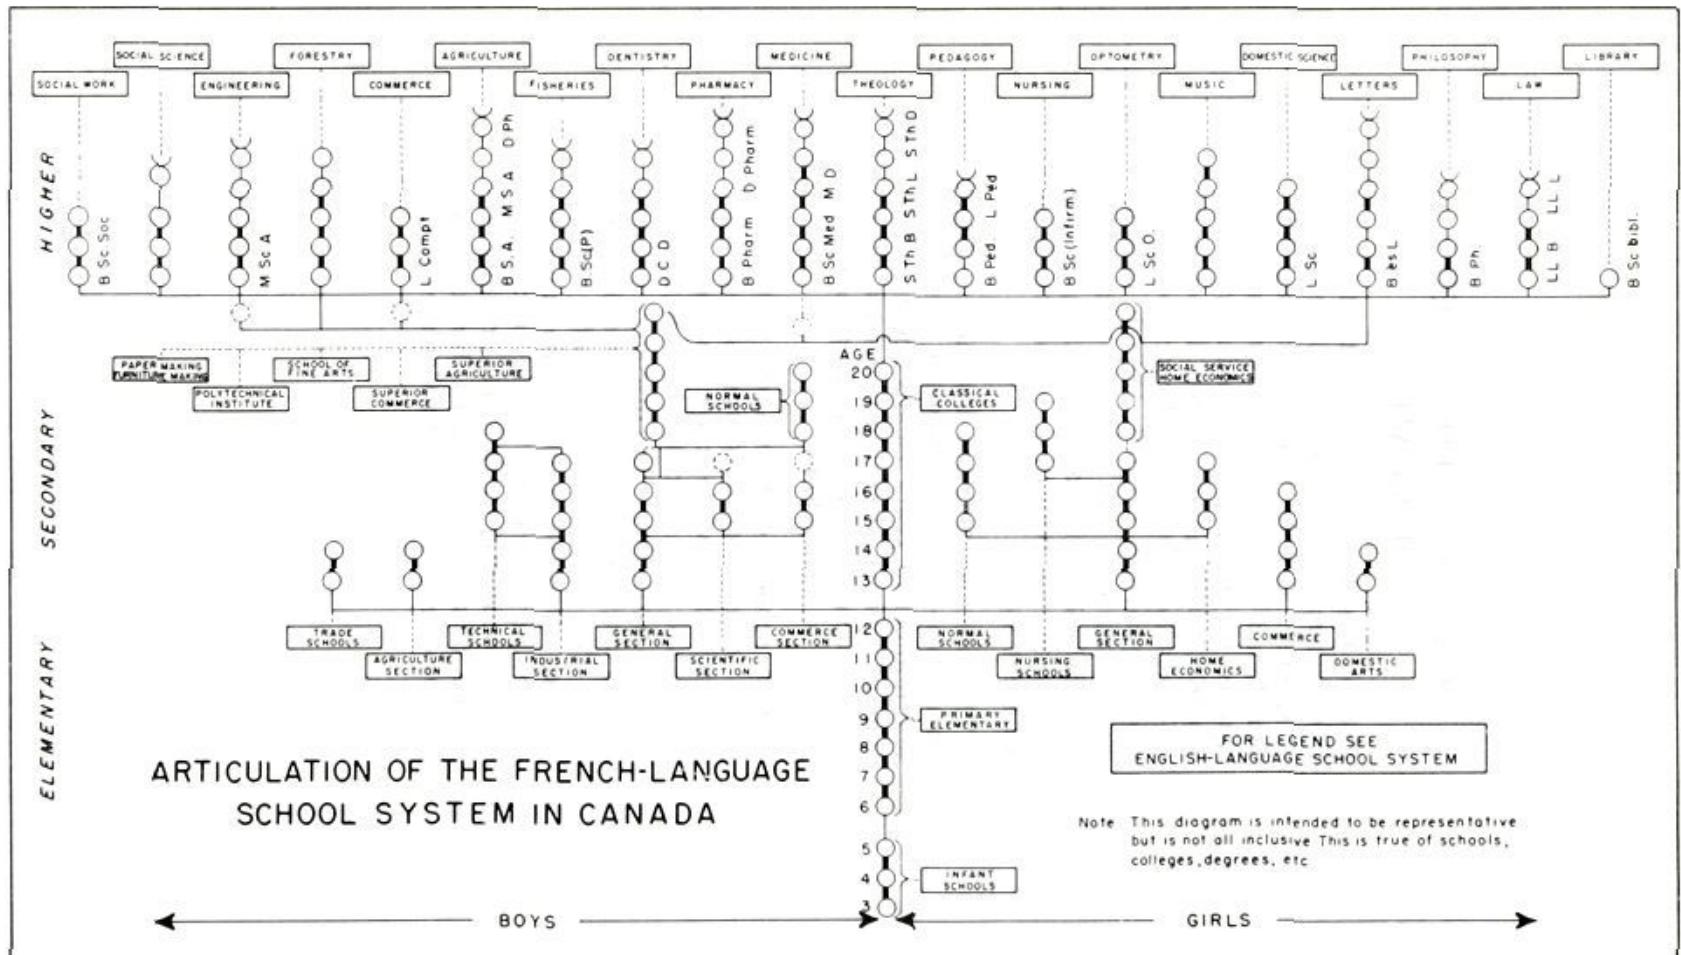 SOCIAL SCIENCE
FORESTRY
AGRICULTURE
DENTISTRY
MEDICINE
PEDAGOGY
OPTOMETRY
DOMESTIC SCIENCE
PHILOSOPHY
LIBRARY
SOCIAL WORK
ENGINEERING
COMMERCE
FISHERIES
PHARMACY
THEOLOGY
NURSING
MUSIC
LETTERS
LAW
HIGHER
B Sc Soc
M Sc A
L Compt
B S. A. M S A D Ph
B Sc(P)
D C D
B Pharm D Pharm
B Sc Med M D
S Th B S Th L S Th D
B Ped. L Péd
B Sc (Infirm)
L Sc O.
L Sc
B ès L
B Ph.
LL B LL L
B Sc bibl.
PAPER MAKING
FURNITURE MAKING
POLYTECHNICAL
INSTITUTE
SCHOOL OF
FINE ARTS
SUPERIOR
COMMERCE
SUPERIOR
AGRICULTURE
NORMAL
SCHOOLS
CLASSICAL
COLLEGES
SOCIAL SERVICE
HOME ECONOMICS
SECONDARY
AGE
20
19
18
17
16
15
14
13
TRADE
SCHOOLS
AGRICULTURE
SECTION
TECHNICAL
SCHOOLS
INDUSTRIAL
SECTION
GENERAL
SECTION
SCIENTIFIC
SECTION
COMMERCE
SECTION
NORMAL
SCHOOLS
NURSING
SCHOOLS
GENERAL
SECTION
HOME
ECONOMICS
COMMERCE
DOMESTIC
ARTS
ELEMENTARY
12
11
10
9
8
7
6
5
4
3
PRIMARY
ELEMENTARY
INFANT
SCHOOLS
ARTICULATION OF THE FRENCH-LANGUAGE
SCHOOL SYSTEM IN CANADA
FOR LEGEND SEE
ENGLISH-LANGUAGE SCHOOL SYSTEM
Note This diagram is intended to be representative
but is not all inclusive This is true of schools,
colleges, degrees, etc
BOYS
GIRLS